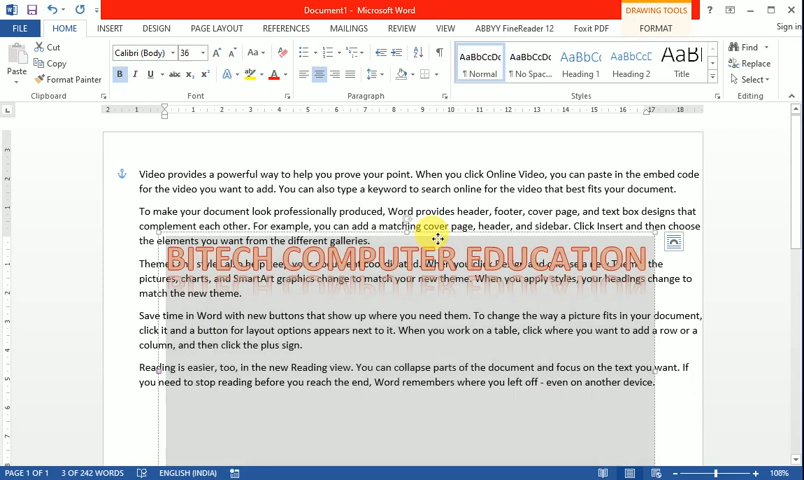 Document1 - Microsoft Word
DRAWING TOOLS
Sign in
FILE HOME INSERT DESIGN PAGE LAYOUT REFERENCES MAILINGS REVIEW VIEW ABBYY FineReader 12 Foxit PDF FORMAT
Paste
Cut
Copy
Format Painter
Clipboard
Calibri (Body) 36
Font
Paragraph
AaBbCcDc AaBbCcDc AaBbCc AaBbCcD AaBl
¶ Normal ¶ No Spac... Heading 1 Heading 2 Title
Styles
Find
Replace
Select
Editing
Video provides a powerful way to help you prove your point. When you click Online Video, you can paste in the embed code
for the video you want to add. You can also type a keyword to search online for the video that best fits your document.
To make your document look professionally produced, Word provides header, footer, cover page, and text box designs that
complement each other. For example, you can add a matching cover page, header, and sidebar. Click Insert and then choose
the elements you want from the different galleries.
BITECH COMPUTER EDUCATION
pictures, charts, and SmartArt graphics change to match your new theme. When you apply styles, your headings change to
match the new theme.
Save time in Word with new buttons that show up where you need them. To change the way a picture fits in your document,
click it and a button for layout options appears next to it. When you work on a table, click where you want to add a row or a
column, and then click the plus sign.
Reading is easier, too, in the new Reading view. You can collapse parts of the document and focus on the text you want. If
you need to stop reading before you reach the end, Word remembers where you left off - even on another device.
PAGE 1 OF 1 3 OF 242 WORDS ENGLISH (INDIA) 108%